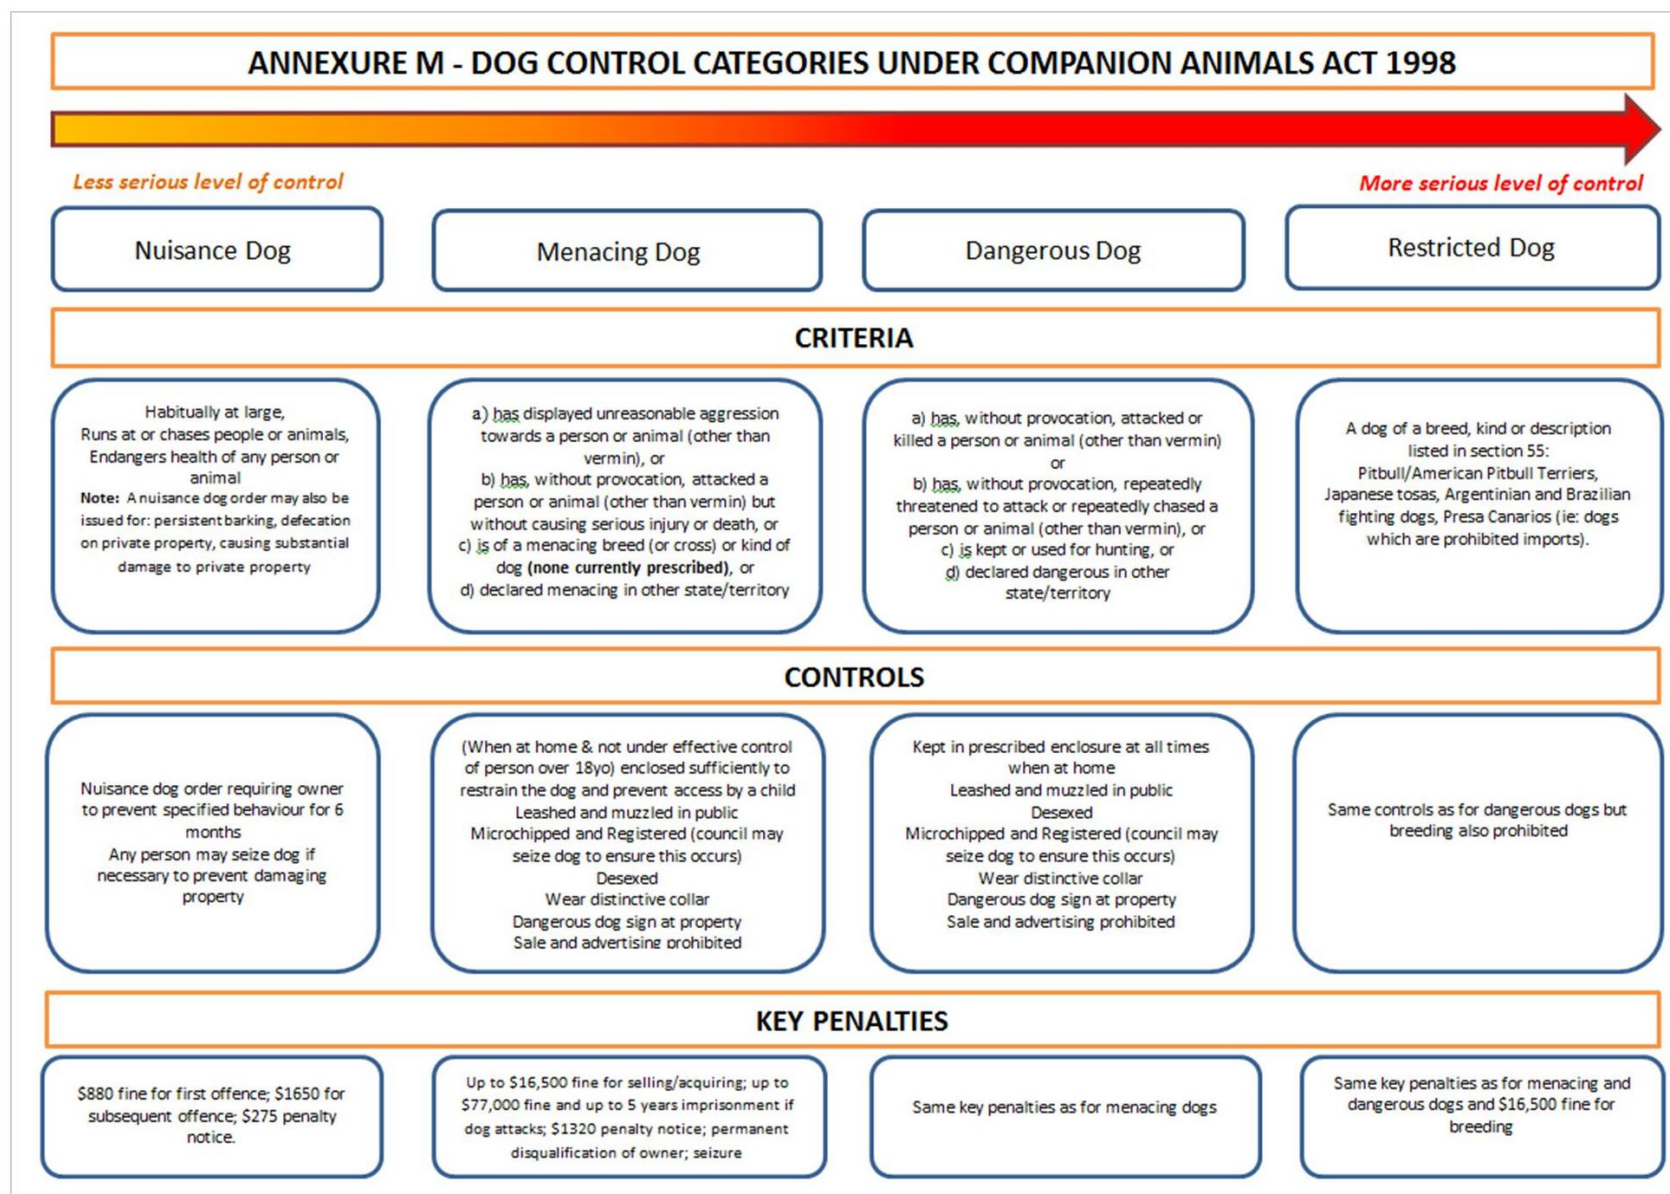 ANNEXURE M - DOG CONTROL CATEGORIES UNDER COMPANION ANIMALS ACT 1998
Less serious level of control
More serious level of control
Nuisance Dog
Menacing Dog
Dangerous Dog
Restricted Dog
CRITERIA
Habitually at large,
Runs at or chases people or animals,
Endangers health of any person or
animal
Note: A nuisance dog order may also be
issued for: persistent barking, defecation
on private property, causing substantial
damage to private property
a) has displayed unreasonable aggression
towards a person or animal (other than
vermin), or
b) has, without provocation, attacked a
person or animal (other than vermin) but
without causing serious injury or death, or
c) is of a menacing breed (or cross) or kind of
dog (none currently prescribed), or
d) declared menacing in other state/territory
a) has, without provocation, attacked or
killed a person or animal (other than vermin)
or
b) has, without provocation, repeatedly
threatened to attack or repeatedly chased a
person or animal (other than vermin), or
c) is kept or used for hunting, or
d) declared dangerous in other
state/territory
A dog of a breed, kind or description
listed in section 55:
Pitbull/American Pitbull Terriers,
Japanese tosas, Argentinian and Brazilian
fighting dogs, Presa Canarios (ie: dogs
which are prohibited imports).
CONTROLS
Nuisance dog order requiring owner
to prevent specified behaviour for 6
months
Any person may seize dog if
necessary to prevent damaging
property
(When at home & not under effective control
of person over 18yo) enclosed sufficiently to
restrain the dog and prevent access by a child
Leashed and muzzled in public
Microchipped and Registered (council may
seize dog to ensure this occurs)
Desexed
Wear distinctive collar
Dangerous dog sign at property
Sale and advertising prohibited
Kept in prescribed enclosure at all times
when at home
Leashed and muzzled in public
Desexed
Microchipped and Registered (council may
seize dog to ensure this occurs)
Wear distinctive collar
Dangerous dog sign at property
Sale and advertising prohibited
Same controls as for dangerous dogs but
breeding also prohibited
KEY PENALTIES
$880 fine for first offence; $1650 for
subsequent offence; $275 penalty
notice.
Up to $16,500 fine for selling/acquiring; up to
$77,000 fine and up to 5 years imprisonment if
dog attacks; $1320 penalty notice; permanent
disqualification of owner; seizure
Same key penalties as for menacing dogs
Same key penalties as for menacing and
dangerous dogs and $16,500 fine for
breeding